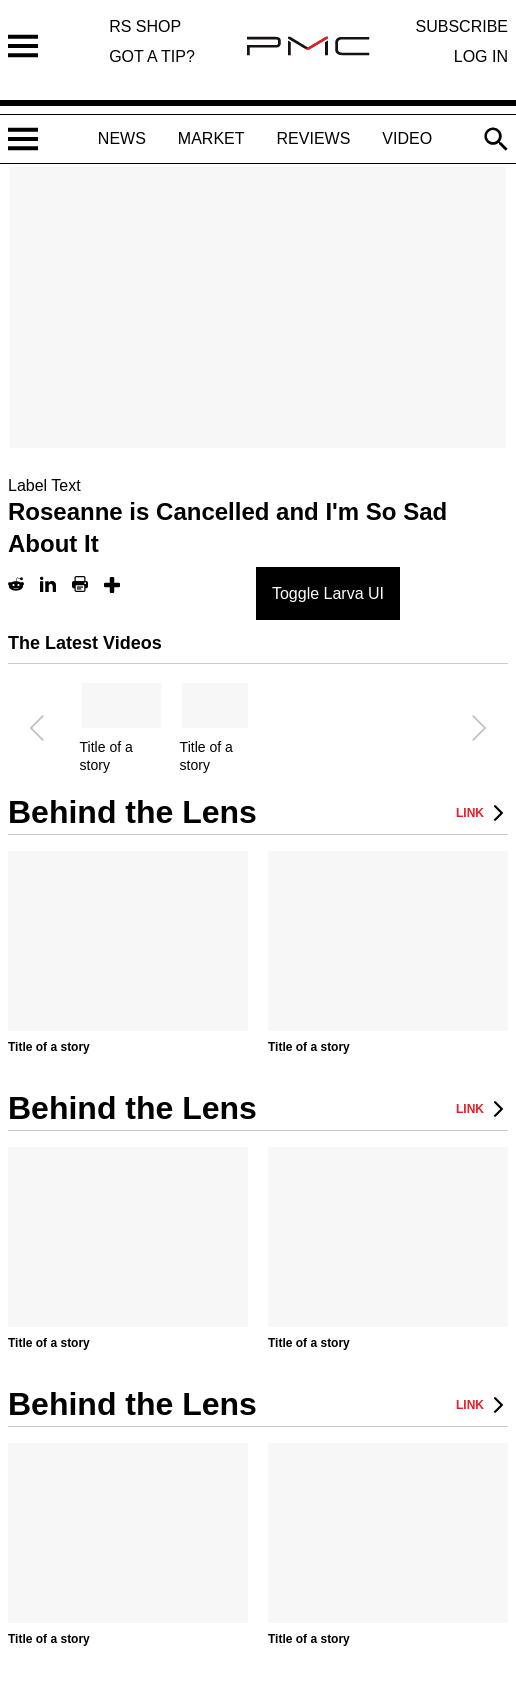 RS SHOP
GOT A TIP?
PMC
SUBSCRIBE
LOG IN
NEWS MARKET REVIEWS VIDEO
Label Text
Roseanne is Cancelled and I'm So Sad
About It
Toggle Larva UI
The Latest Videos
Title of a
story
Title of a
story
Behind the Lens
LINK
Title of a story
Title of a story
Behind the Lens
LINK
Title of a story
Title of a story
Behind the Lens
LINK
Title of a story
Title of a story